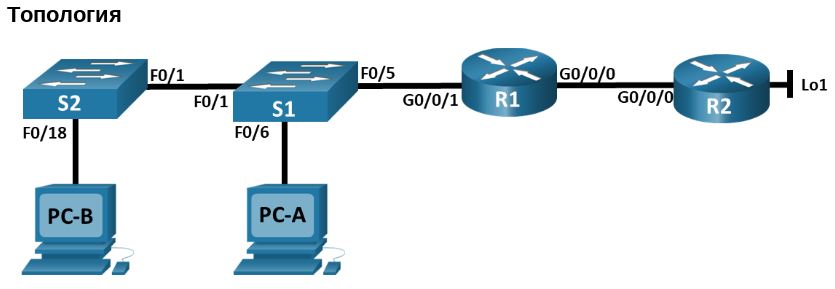 Топология
F0/1
F0/5
G0/0/0
Lo1
S2
F0/1
S1
G0/0/1
R1
G0/0/0
R2
F0/18
F0/6
PC-B
PC-A